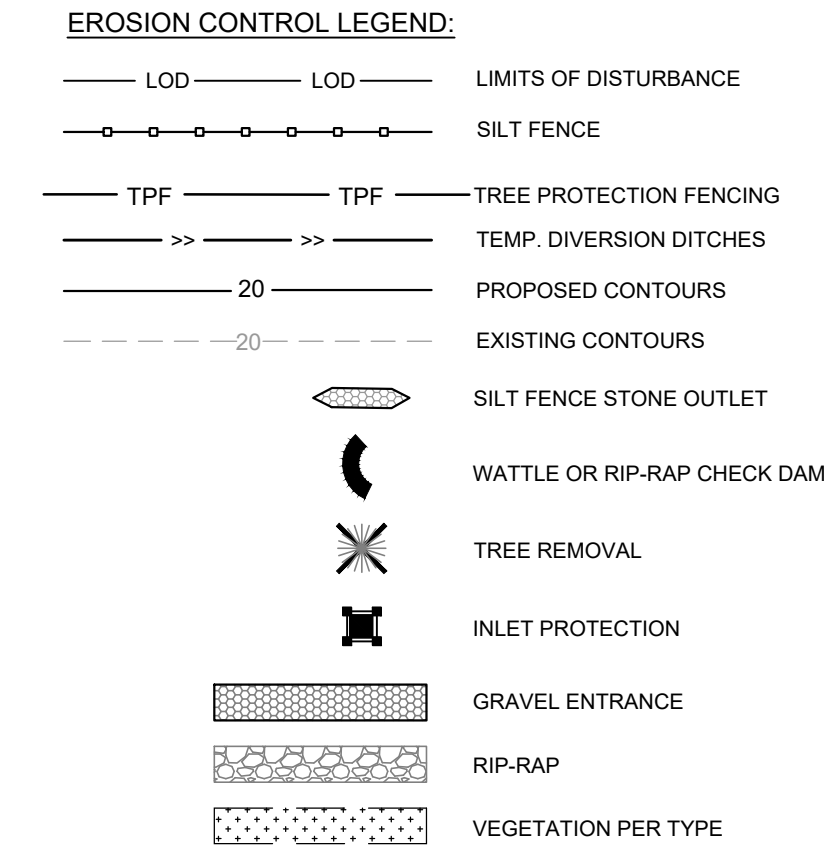 EROSION CONTROL LEGEND:
LOD LOD LIMITS OF DISTURBANCE
SILT FENCE
TPF TPF TREE PROTECTION FENCING
>> >> TEMP. DIVERSION DITCHES
20 PROPOSED CONTOURS
20 EXISTING CONTOURS
SILT FENCE STONE OUTLET
WATTLE OR RIP-RAP CHECK DAM
TREE REMOVAL
INLET PROTECTION
GRAVEL ENTRANCE
RIP-RAP
VEGETATION PER TYPE